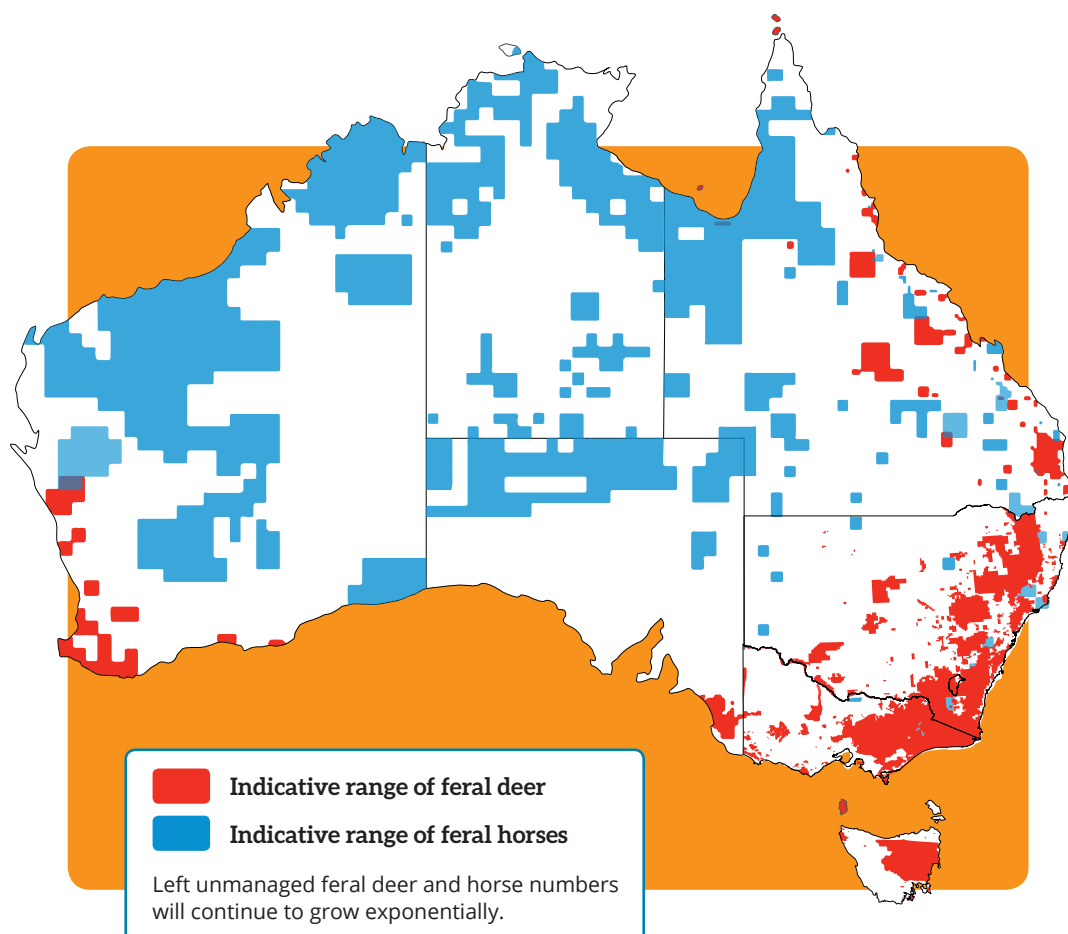 Indicative range of feral deer
Indicative range of feral horses
Left unmanaged feral deer and horse numbers
will continue to grow exponentially.